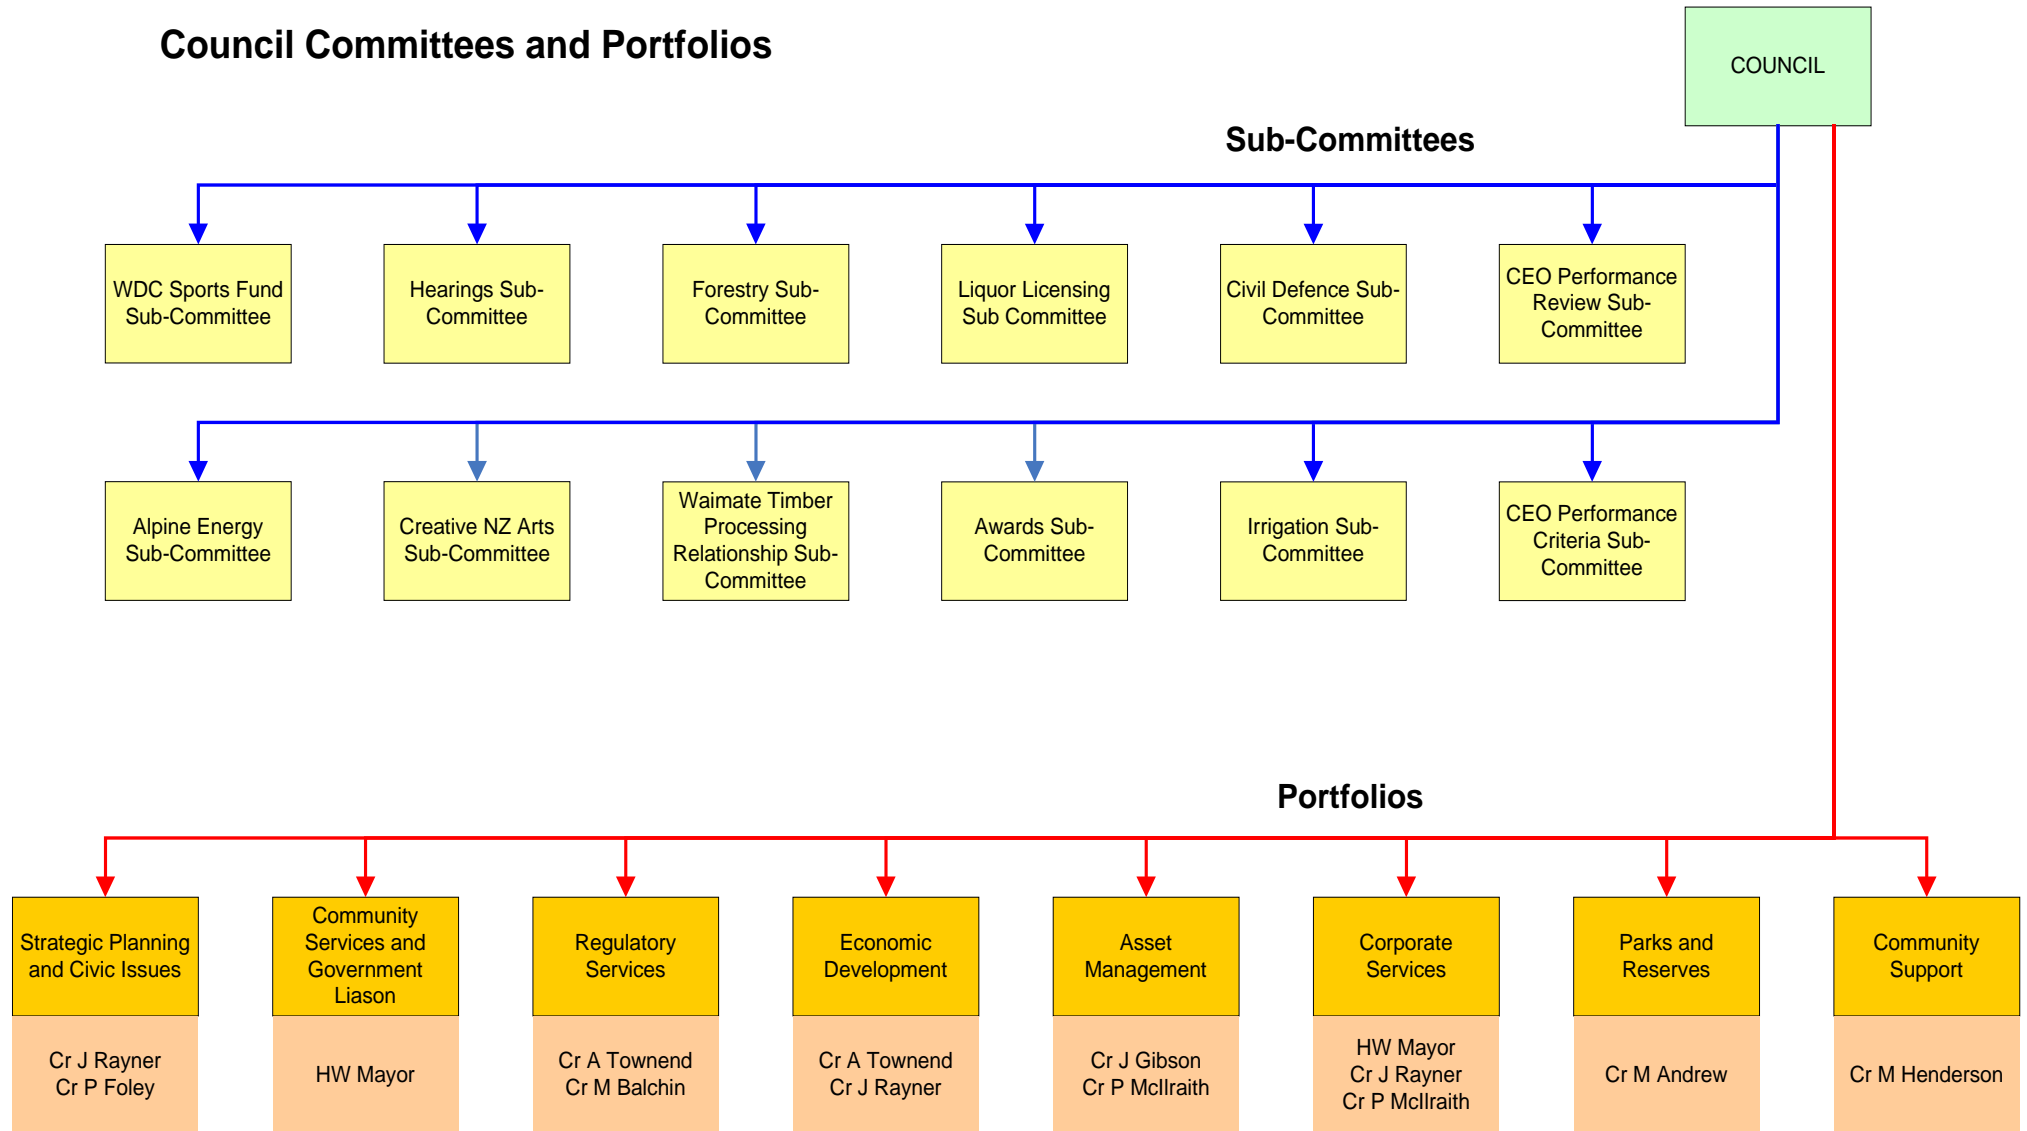 Council Committees and Portfolios
COUNCIL
Sub-Committees
WDC Sports Fund
Sub-Committee
Hearings Sub-
Committee
Forestry Sub-
Committee
Liquor Licensing
Sub Committee
Civil Defence Sub-
Committee
CEO Performance
Review Sub-
Committee
Alpine Energy
Sub-Committee
Creative NZ Arts
Sub-Committee
Waimate Timber
Processing
Relationship Sub-
Committee
Awards Sub-
Committee
Irrigation Sub-
Committee
CEO Performance
Criteria Sub-
Committee
Portfolios
Strategic Planning
and Civic Issues
Community
Services and
Government
Liason
Regulatory
Services
Economic
Development
Asset
Management
Corporate
Services
Parks and
Reserves
Community
Support
Cr J Rayner
Cr P Foley
HW Mayor
Cr A Townend
Cr M Balchin
Cr A Townend
Cr J Rayner
Cr J Gibson
Cr P McIlraith
HW Mayor
Cr J Rayner
Cr P McIlraith
Cr M Andrew
Cr M Henderson